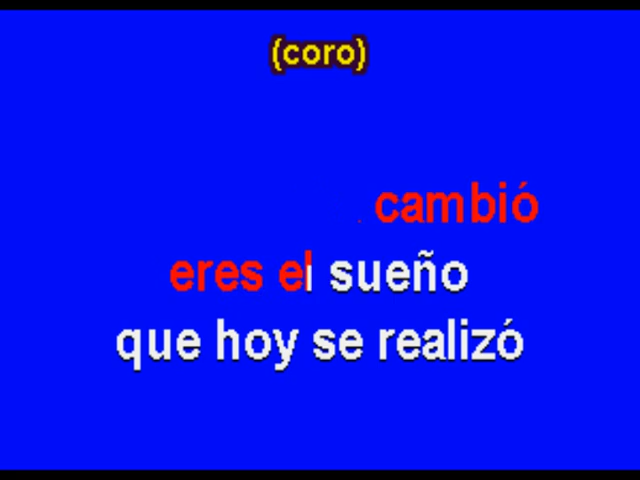 (coro)
cambió
eres el sueño
que hoy se realizó